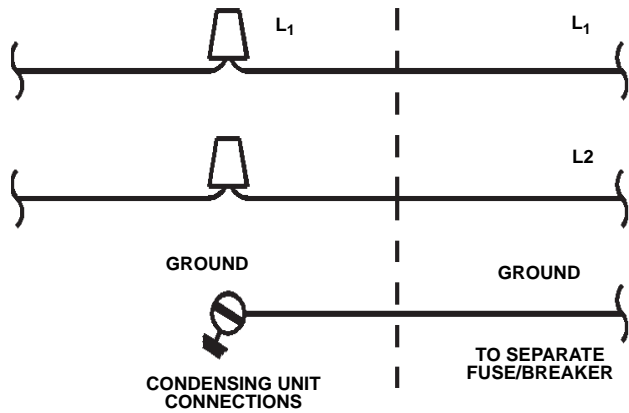 L₁ L₁
L2
GROUND GROUND
CONDENSING UNIT
CONNECTIONS
TO SEPARATE
FUSE/BREAKER